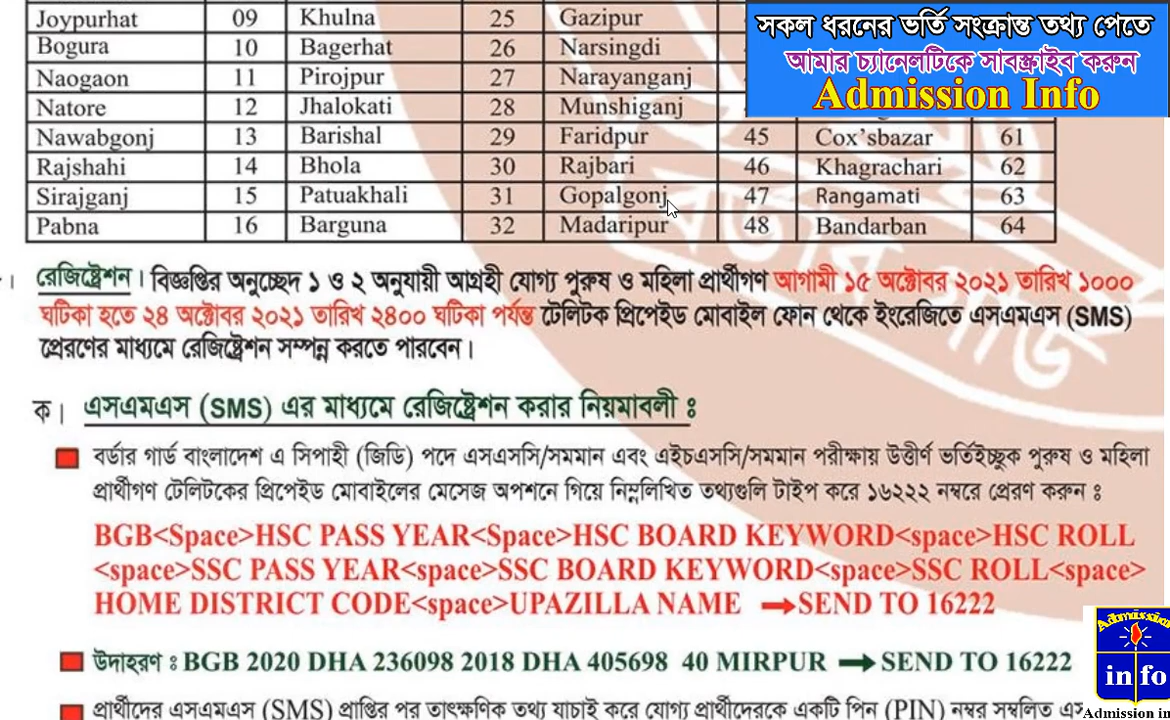 সকল ধরনের ভর্তি সংক্রান্ত তথ্য পেতে
আমার চ্যানেলটিকে সাবস্ক্রাইব করুন
Admission Info
Joypurhat 09 Khulna 25 Gazipur
Bogura 10 Bagerhat 26 Narsingdi
Naogaon 11 Pirojpur 27 Narayanganj
Natore 12 Jhalokati 28 Munshiganj
Nawabgonj 13 Barishal 29 Faridpur 45 Cox'sbazar 61
Rajshahi 14 Bhola 30 Rajbari 46 Khagrachari 62
Sirajganj 15 Patuakhali 31 Gopalgonj 47 Rangamati 63
Pabna 16 Barguna 32 Madaripur 48 Bandarban 64
রেজিষ্ট্রেশন। বিজ্ঞপ্তির অনুচ্ছেদ ১ ও ২ অনুযায়ী আগ্রহী যোগ্য পুরুষ ও মহিলা প্রার্থীগণ আগামী ১৫ অক্টোবর ২০২১ তারিখ ১০০০
ঘটিকা হতে ২৪ অক্টোবর ২০২১ তারিখ ২৪০০ ঘটিকা পর্যন্ত টেলিটক প্রিপেইড মোবাইল ফোন থেকে ইংরেজিতে এসএমএস (SMS)
প্রেরণের মাধ্যমে রেজিষ্ট্রেশন সম্পন্ন করতে পারবেন।
ক। এসএমএস (SMS) এর মাধ্যমে রেজিষ্ট্রেশন করার নিয়মাবলী ঃ
বর্ডার গার্ড বাংলাদেশ এ সিপাহী (জিডি) পদে এসএসসি/সমমান এবং এইচএসসি/সমমান পরীক্ষায় উত্তীর্ণ ভর্তিইচ্ছুক পুরুষ ও মহিলা
প্রার্থীগণ টেলিটকের প্রিপেইড মোবাইলের মেসেজ অপশনে গিয়ে নিম্নলিখিত তথ্যগুলি টাইপ করে ১৬২২২ নম্বরে প্রেরণ করুন ঃ
BGB<Space>HSC PASS YEAR<Space>HSC BOARD KEYWORD<space>HSC ROLL
<space>SSC PASS YEAR<space>SSC BOARD KEYWORD<space>SSC ROLL<space>
HOME DISTRICT CODE<space>UPAZILLA NAME ➞SEND TO 16222
উদাহরণ ঃ BGB 2020 DHA 236098 2018 DHA 405698 40 MIRPUR ➞ SEND TO 16222
প্রার্থীদের এসএমএস (SMS) প্রাপ্তির পর তাৎক্ষণিক তথ্য যাচাই করে যোগ্য প্রার্থীদেরকে একটি পিন (PIN) নম্বর সম্বলিত
Admission
info
Admission in